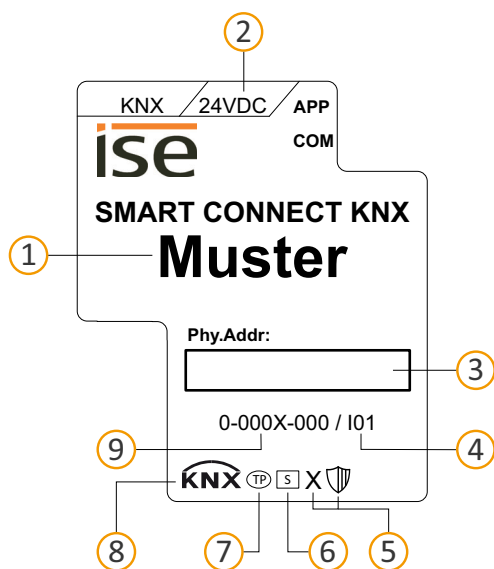 2
KNX 24VDC APP
COM
ise
SMART CONNECT KNX
1 Muster
Phy.Addr:
3
0-000X-000 / I01
9 4
KNX TP S X
8 7 6 5